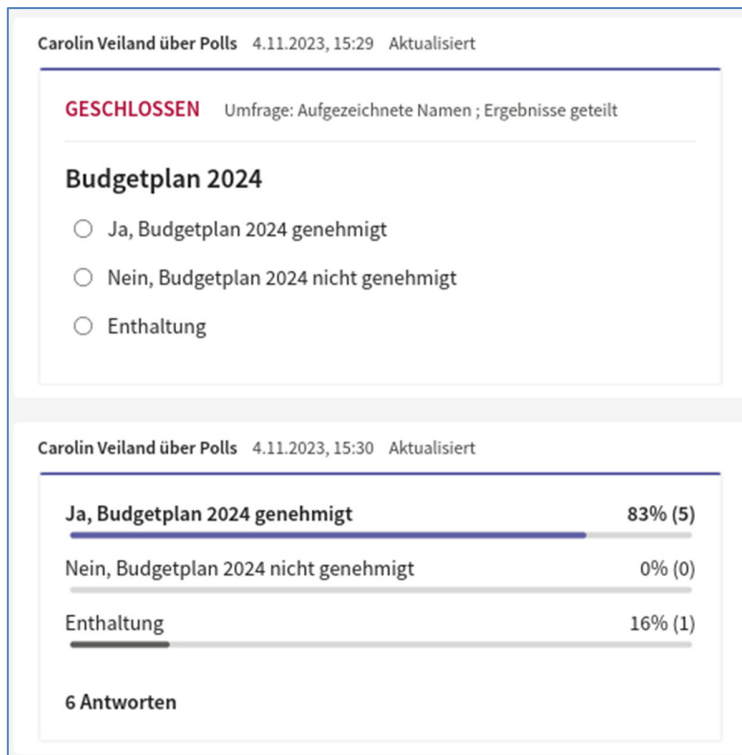 Carolin Veiland über Polls 4.11.2023, 15:29 Aktualisiert
GESCHLOSSEN Umfrage: Aufgezeichnete Namen ; Ergebnisse geteilt
Budgetplan 2024
Ja, Budgetplan 2024 genehmigt
Nein, Budgetplan 2024 nicht genehmigt
Enthaltung
Carolin Veiland über Polls 4.11.2023, 15:30 Aktualisiert
Ja, Budgetplan 2024 genehmigt 83% (5)
Nein, Budgetplan 2024 nicht genehmigt 0% (0)
Enthaltung 16% (1)
6 Antworten